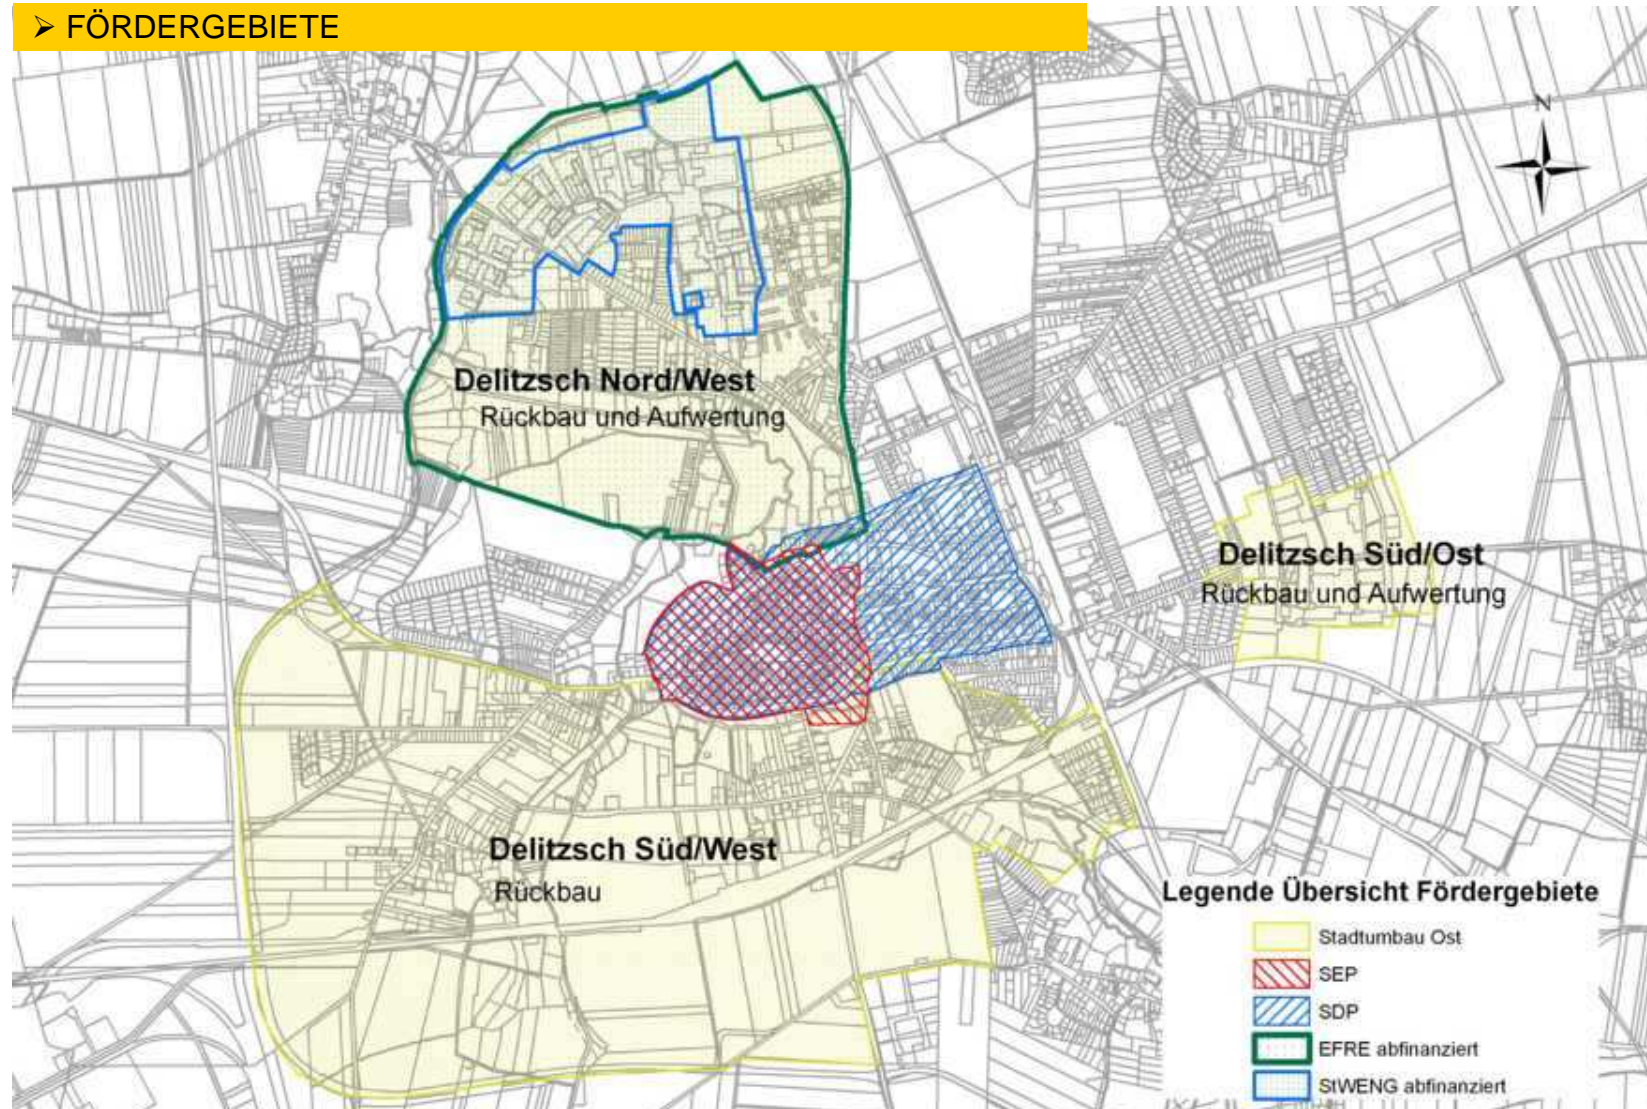 ➢ FÖRDERGEBIETE
N
Delitzsch Nord/West
Rückbau und Aufwertung
Delitzsch Süd/Ost
Rückbau und Aufwertung
Delitzsch Süd/West
Rückbau
Legende Übersicht Fördergebiete
Stadtumbau Ost
SEP
SDP
EFRE abfinanziert
StWENG abfinanziert